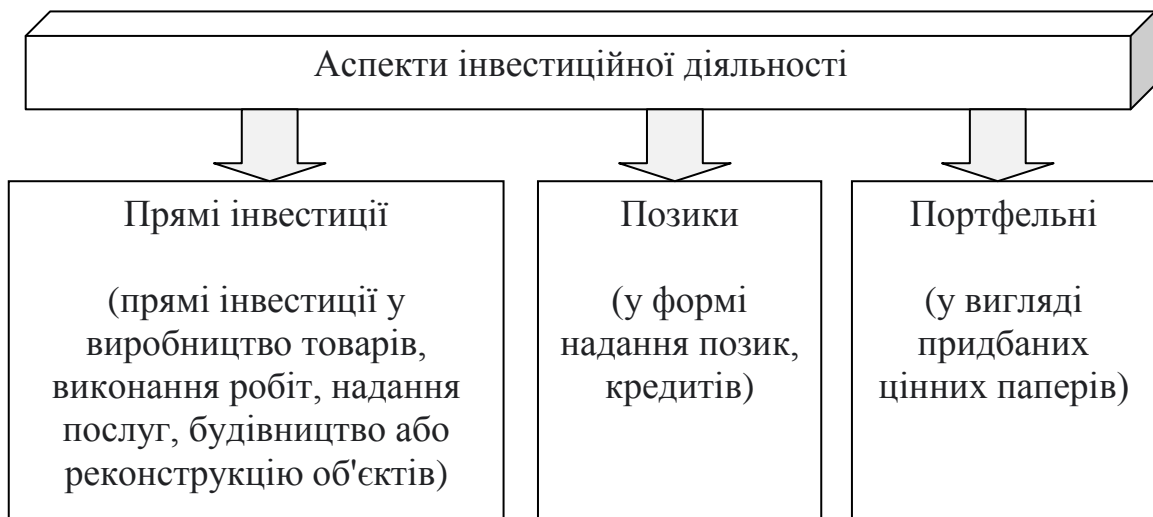 Аспекти інвестиційної діяльності
Прямі інвестиції
(прямі інвестиції у
виробництво товарів,
виконання робіт, надання
послуг, будівництво або
реконструкцію об'єктів)
Позики
(у формі
надання позик,
кредитів)
Портфельні
(у вигляді
придбаних
цінних паперів)